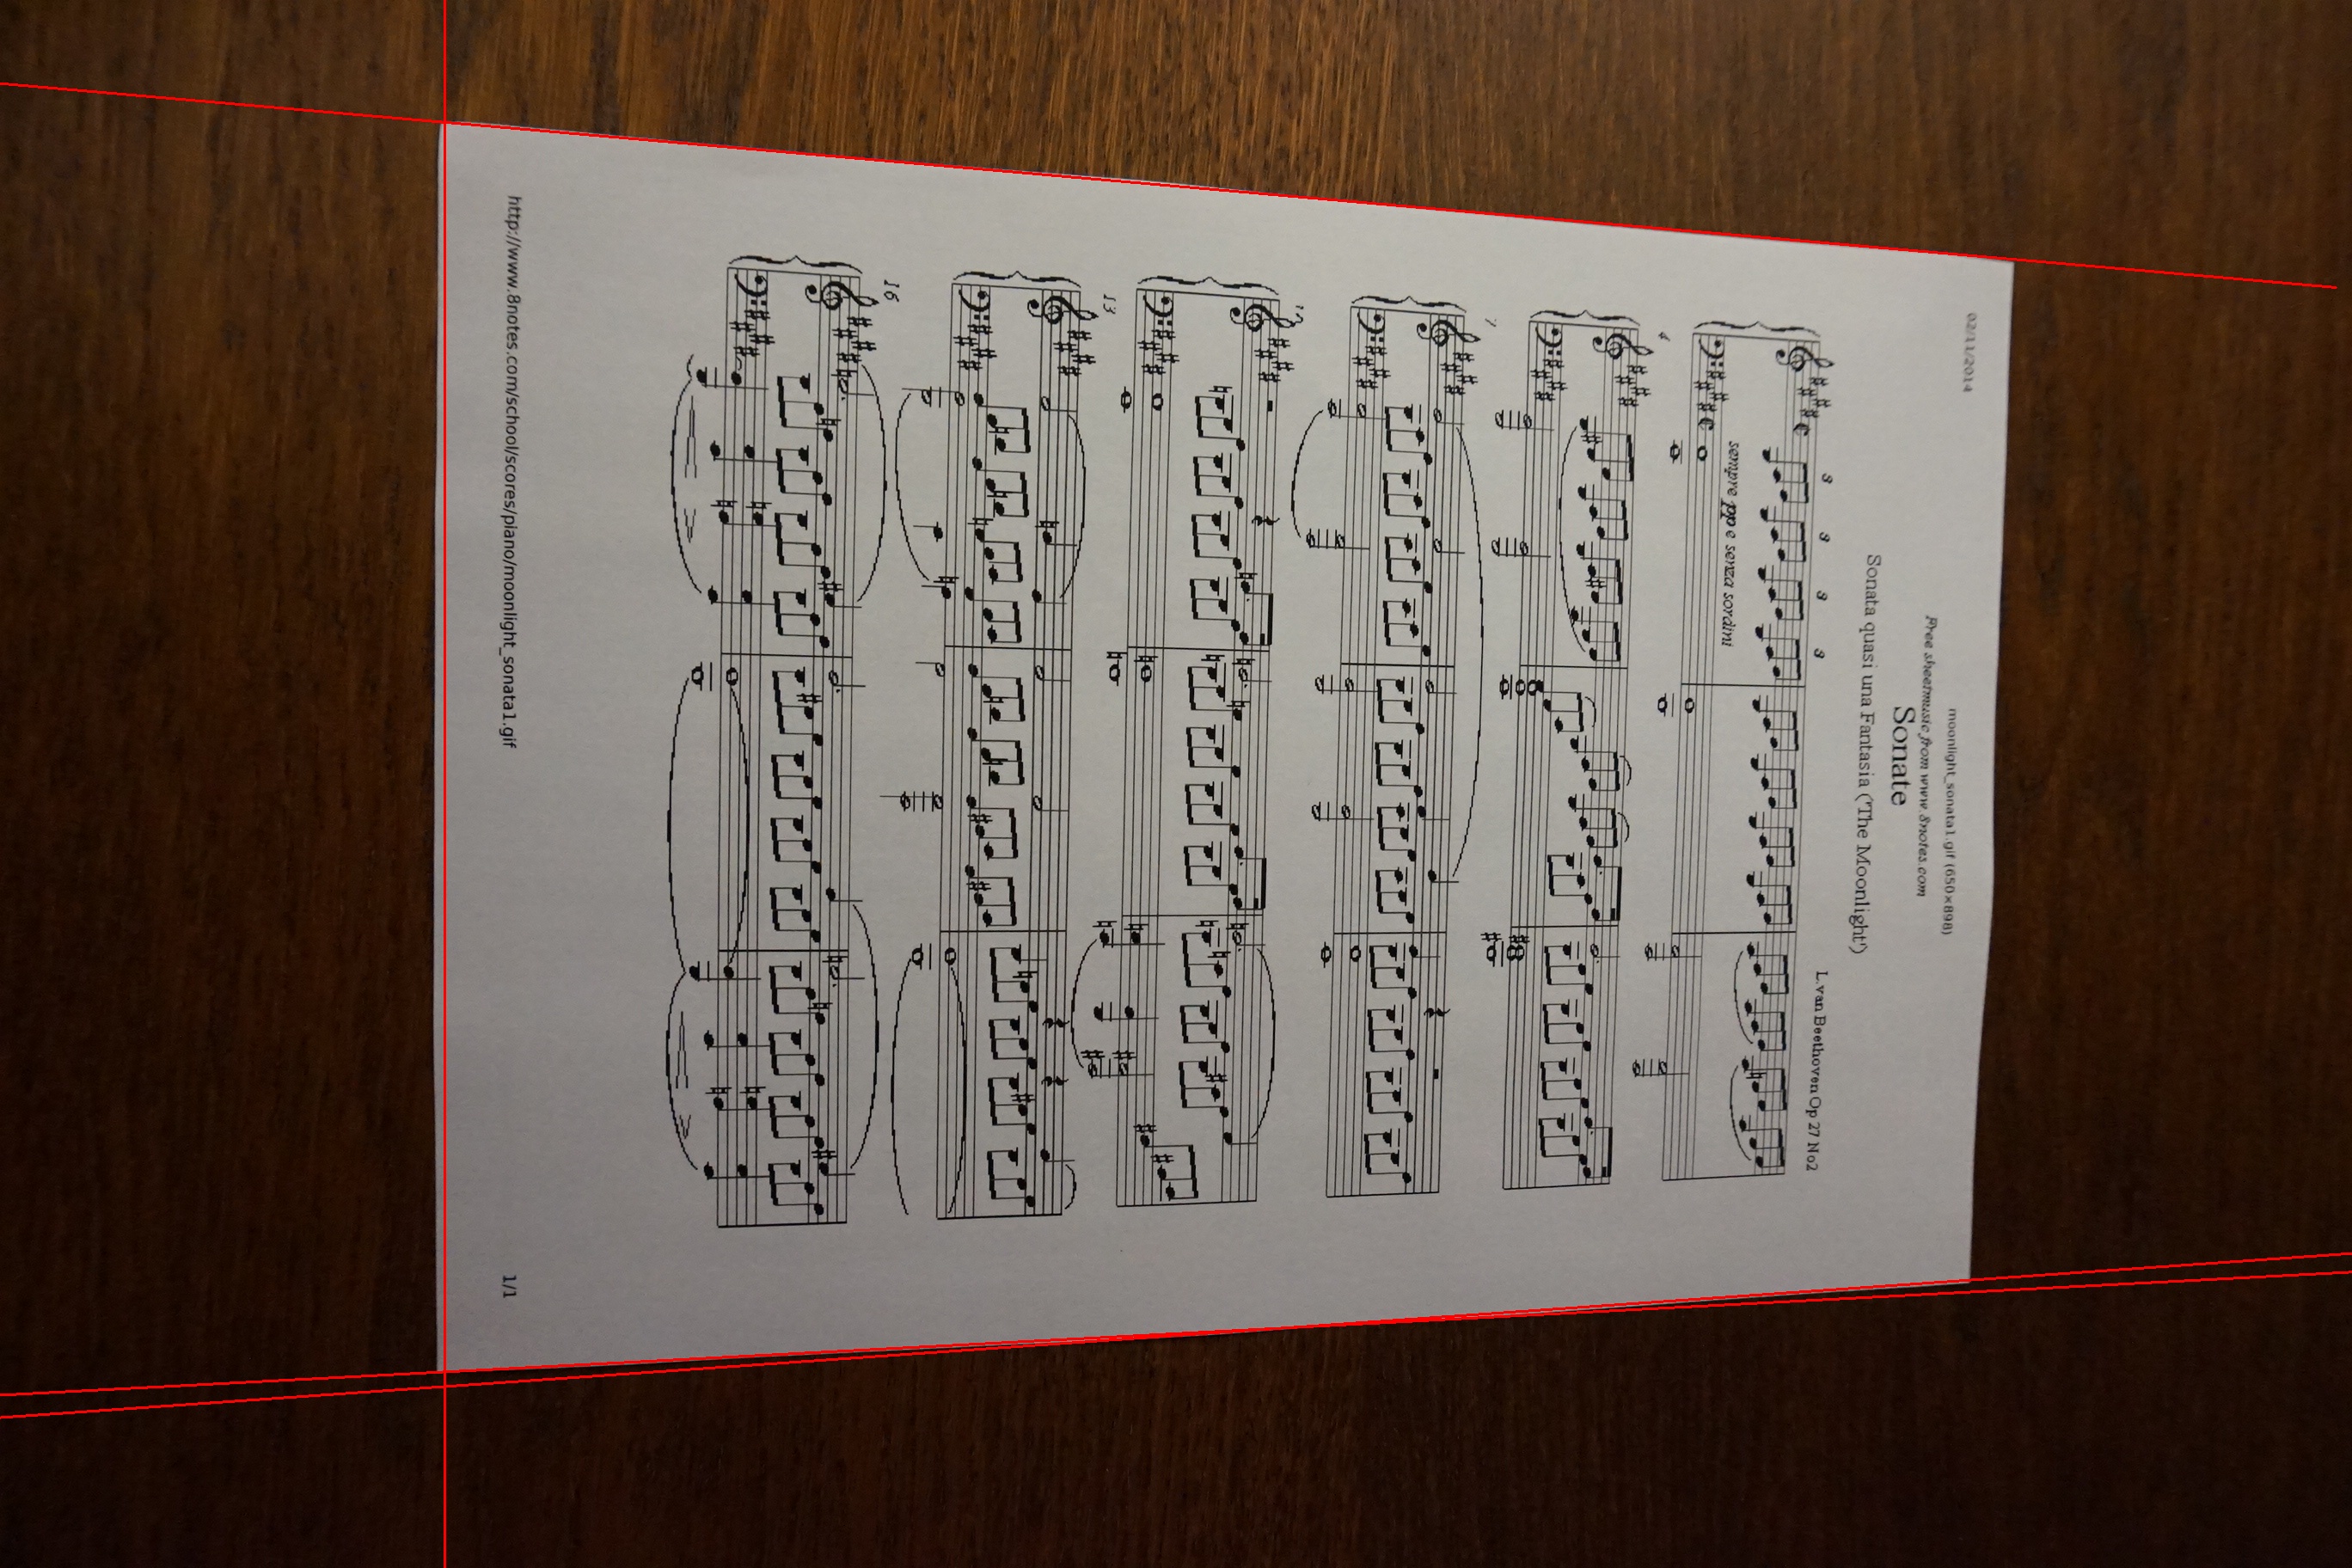 02/11/2014
moonlight_sonata1.gif (650×898)
Free sheetmusic from www.8notes.com
Sonate
Sonata quasi una Fantasia ('The Moonlight')
L. van Beethoven Op 27 No2
3 3 3 3
sempre pp e senza sordini
4
7
13
16
http://www.8notes.com/school/scores/piano/moonlight_sonata1.gif
1/1